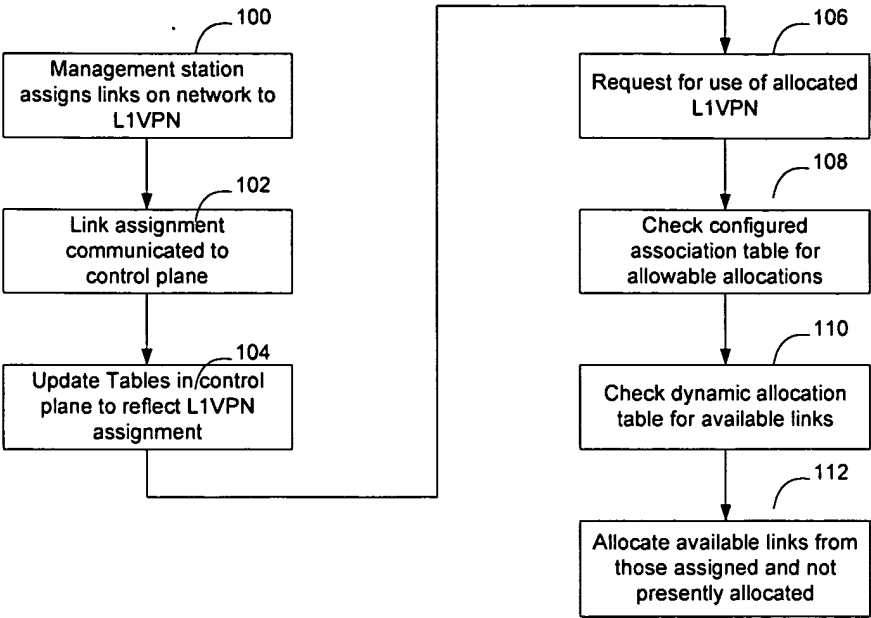 100
Management station
assigns links on network to
L1VPN
102
Link assignment
communicated to
control plane
104
Update Tables in control
plane to reflect L1VPN
assignment
106
Request for use of allocated
L1VPN
108
Check configured
association table for
allowable allocations
110
Check dynamic allocation
table for available links
112
Allocate available links from
those assigned and not
presently allocated